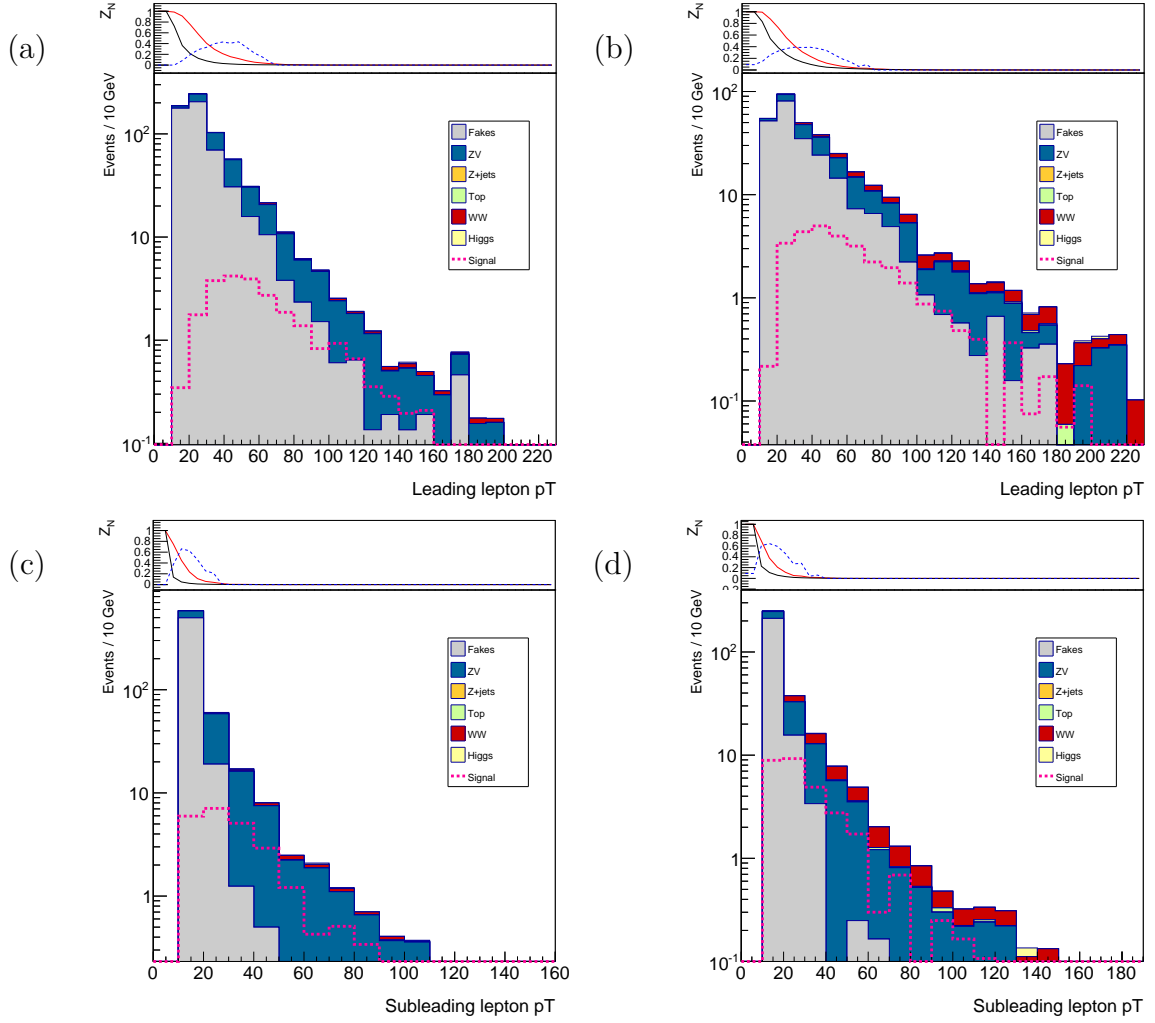 (a)
Z_N
1
0.8
0.6
0.4
0.2
0
Events / 10 GeV
10^2
10
1
10^-1
Fakes
ZV
Z+jets
Top
WW
Higgs
Signal
0 20 40 60 80 100 120 140 160 180 200 220
Leading lepton pT
(b)
Z_N
1
0.8
0.6
0.4
0.2
0
Events / 10 GeV
10^2
10
1
10^-1
Fakes
ZV
Z+jets
Top
WW
Higgs
Signal
0 20 40 60 80 100 120 140 160 180 200 220
Leading lepton pT
(c)
Z_N
1
0.8
0.6
0.4
0.2
0
Events / 10 GeV
10^2
10
1
Fakes
ZV
Z+jets
Top
WW
Higgs
Signal
0 20 40 60 80 100 120 140 160
Subleading lepton pT
(d)
Z_N
1
0.8
0.6
0.4
0.2
0
Events / 10 GeV
10^2
10
1
10^-1
Fakes
ZV
Z+jets
Top
WW
Higgs
Signal
0 20 40 60 80 100 120 140 160 180
Subleading lepton pT